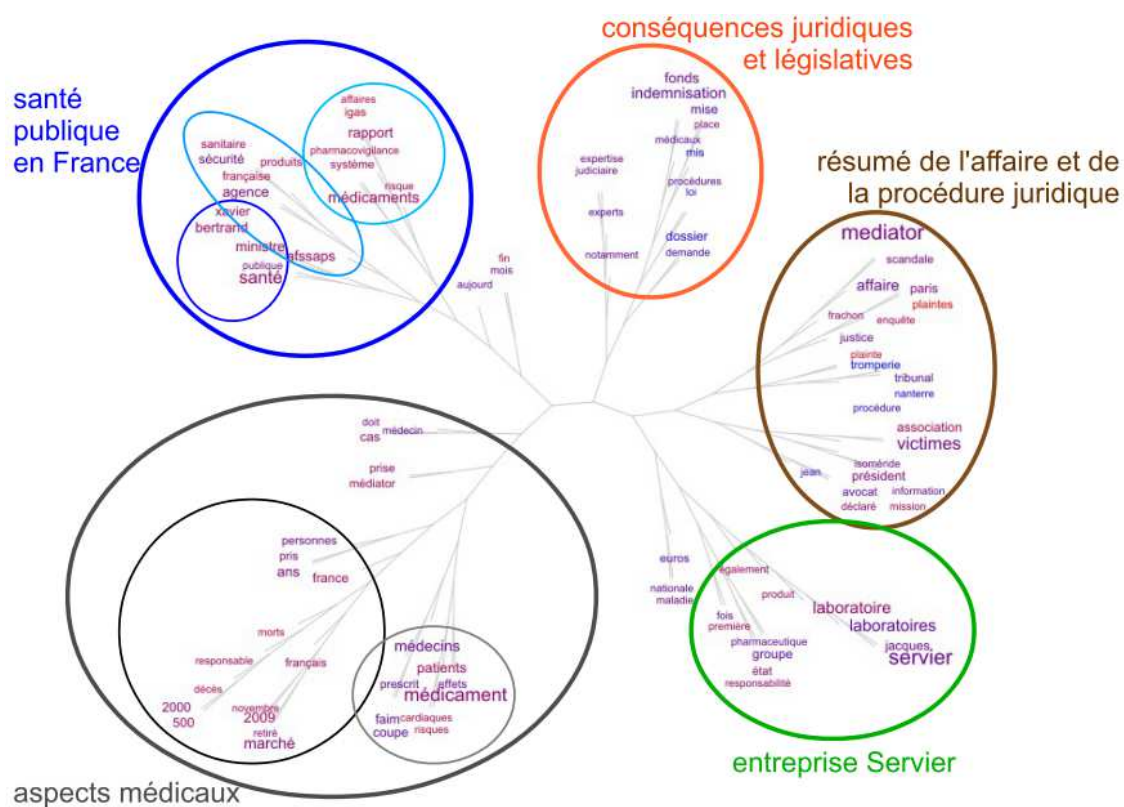 conséquences juridiques
et législatives
santé
publique
en France
affaires
igas
rapport
pharmacovigilance
système
risque
médicaments
sanitaire
sécurité
produits
française
agence
xavier
bertrand
ministre
afssaps
publique
santé
fin
mois
aujourd
fonds
indemnisation
mise
place
médicaux
mis
expertise
judiciaire
procédures
loi
experts
dossier
notamment
demande
résumé de l'affaire et de
la procédure juridique
mediator
scandale
affaire
paris
plaintes
frachon
enquête
justice
plainte
tromperie
tribunal
nanterre
procédure
association
victimes
isoméride
jean
président
avocat
information
déclaré
mission
doit
médecin
cas
prise
médiator
personnes
pris
ans
france
morts
responsable
français
décès
2000
500
novembre
2009
retiré
marché
médecins
patients
prescrit
effets
médicament
faim
cardiaques
coupe
risques
aspects médicaux
euros
nationale
maladie
également
produit
laboratoire
fois
première
laboratoires
pharmaceutique
jacques,
groupe
servier
état
responsabilité
entreprise Servier